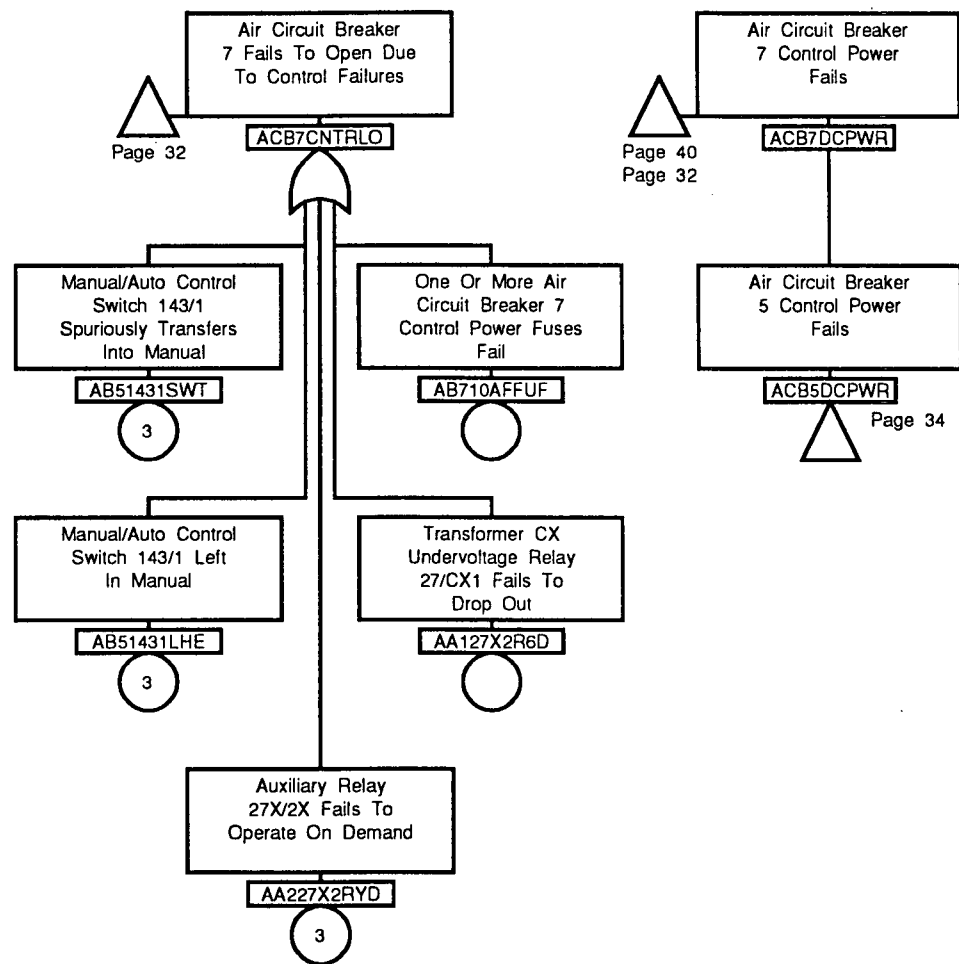 Air Circuit Breaker
7 Fails To Open Due
To Control Failures
Page 32
ACB7CNTRLO
Air Circuit Breaker
7 Control Power
Fails
Page 40
Page 32
ACB7DCPWR
Manual/Auto Control
Switch 143/1
Spuriously Transfers
Into Manual
AB51431SWT
3
One Or More Air
Circuit Breaker 7
Control Power Fuses
Fail
AB710AFFUF
Air Circuit Breaker
5 Control Power
Fails
ACB5DCPWR
Page 34
Manual/Auto Control
Switch 143/1 Left
In Manual
AB51431LHE
3
Transformer CX
Undervoltage Relay
27/CX1 Fails To
Drop Out
AA127X2R6D
Auxiliary Relay
27X/2X Fails To
Operate On Demand
AA227X2RYD
3